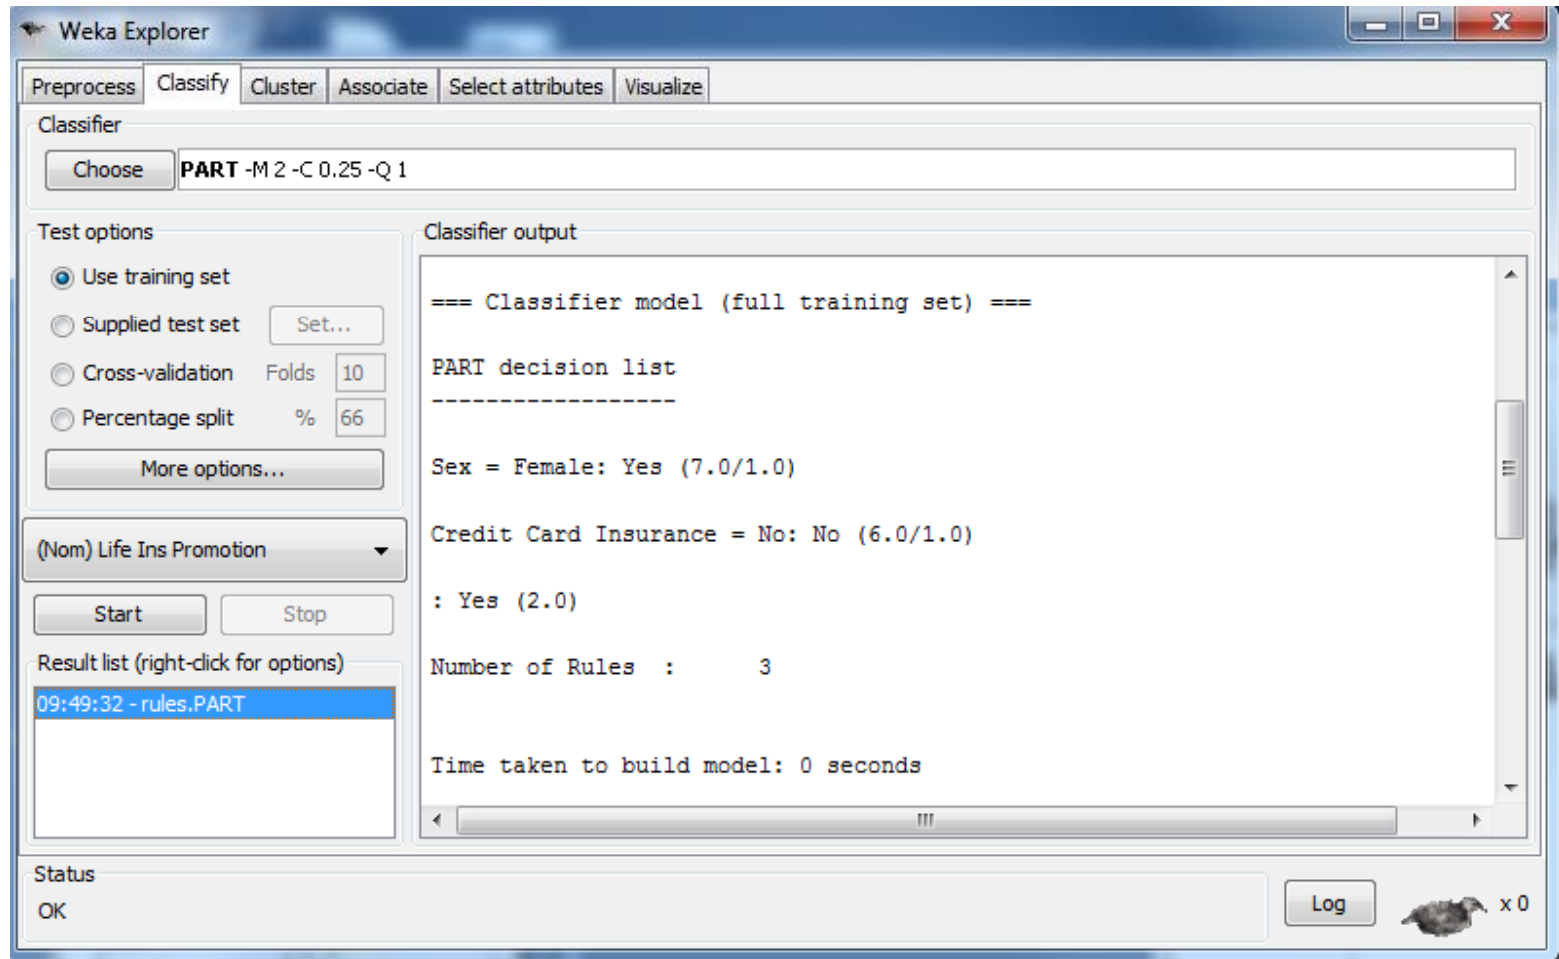 Weka Explorer
Preprocess Classify Cluster Associate Select attributes Visualize
Classifier
Choose PART -M 2 -C 0.25 -Q 1
Test options
Use training set
Supplied test set Set...
Cross-validation Folds 10
Percentage split % 66
More options...
(Nom) Life Ins Promotion
Start Stop
Result list (right-click for options)
09:49:32 - rules.PART
Classifier output
=== Classifier model (full training set) ===
PART decision list
------------------
Sex = Female: Yes (7.0/1.0)
Credit Card Insurance = No: No (6.0/1.0)
: Yes (2.0)
Number of Rules : 3
Time taken to build model: 0 seconds
Status
OK
Log x 0